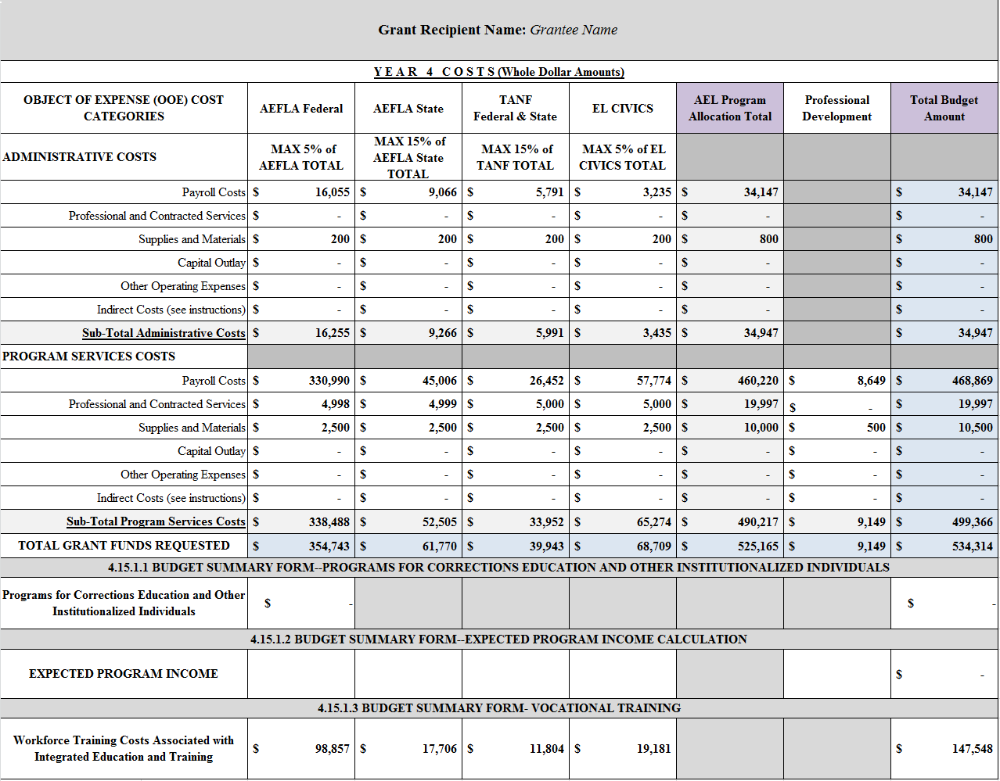 Grant Recipient Name: Grantee Name
YEAR 4 COSTS (Whole Dollar Amounts)
OBJECT OF EXPENSE (OOE) COST CATEGORIES AEFLA Federal AEFLA State TANF Federal & State EL CIVICS AEL Program Allocation Total Professional Development Total Budget Amount
ADMINISTRATIVE COSTS MAX 5% of AEFLA TOTAL MAX 15% of AEFLA State TOTAL MAX 15% of TANF TOTAL MAX 5% of EL CIVICS TOTAL
Payroll Costs $ 16,055 $ 9,066 $ 5,791 $ 3,235 $ 34,147 $ 34,147
Professional and Contracted Services $ - $ - $ - $ - $ - $ -
Supplies and Materials $ 200 $ 200 $ 200 $ 200 $ 800 $ 800
Capital Outlay $ - $ - $ - $ - $ - $ -
Other Operating Expenses $ - $ - $ - $ - $ - $ -
Indirect Costs (see instructions) $ - $ - $ - $ - $ - $ -
Sub-Total Administrative Costs $ 16,255 $ 9,266 $ 5,991 $ 3,435 $ 34,947 $ 34,947
PROGRAM SERVICES COSTS
Payroll Costs $ 330,990 $ 45,006 $ 26,452 $ 57,774 $ 460,220 $ 8,649 $ 468,869
Professional and Contracted Services $ 4,998 $ 4,999 $ 5,000 $ 5,000 $ 19,997 $ - $ 19,997
Supplies and Materials $ 2,500 $ 2,500 $ 2,500 $ 2,500 $ 10,000 $ 500 $ 10,500
Capital Outlay $ - $ - $ - $ - $ - $ - $ -
Other Operating Expenses $ - $ - $ - $ - $ - $ - $ -
Indirect Costs (see instructions) $ - $ - $ - $ - $ - $ - $ -
Sub-Total Program Services Costs $ 338,488 $ 52,505 $ 33,952 $ 65,274 $ 490,217 $ 9,149 $ 499,366
TOTAL GRANT FUNDS REQUESTED $ 354,743 $ 61,770 $ 39,943 $ 68,709 $ 525,165 $ 9,149 $ 534,314
4.15.1.1 BUDGET SUMMARY FORM--PROGRAMS FOR CORRECTIONS EDUCATION AND OTHER INSTITUTIONALIZED INDIVIDUALS
Programs for Corrections Education and Other Institutionalized Individuals $ - $ -
4.15.1.2 BUDGET SUMMARY FORM--EXPECTED PROGRAM INCOME CALCULATION
EXPECTED PROGRAM INCOME $ -
4.15.1.3 BUDGET SUMMARY FORM- VOCATIONAL TRAINING
Workforce Training Costs Associated with Integrated Education and Training $ 98,857 $ 17,706 $ 11,804 $ 19,181 $ 147,548